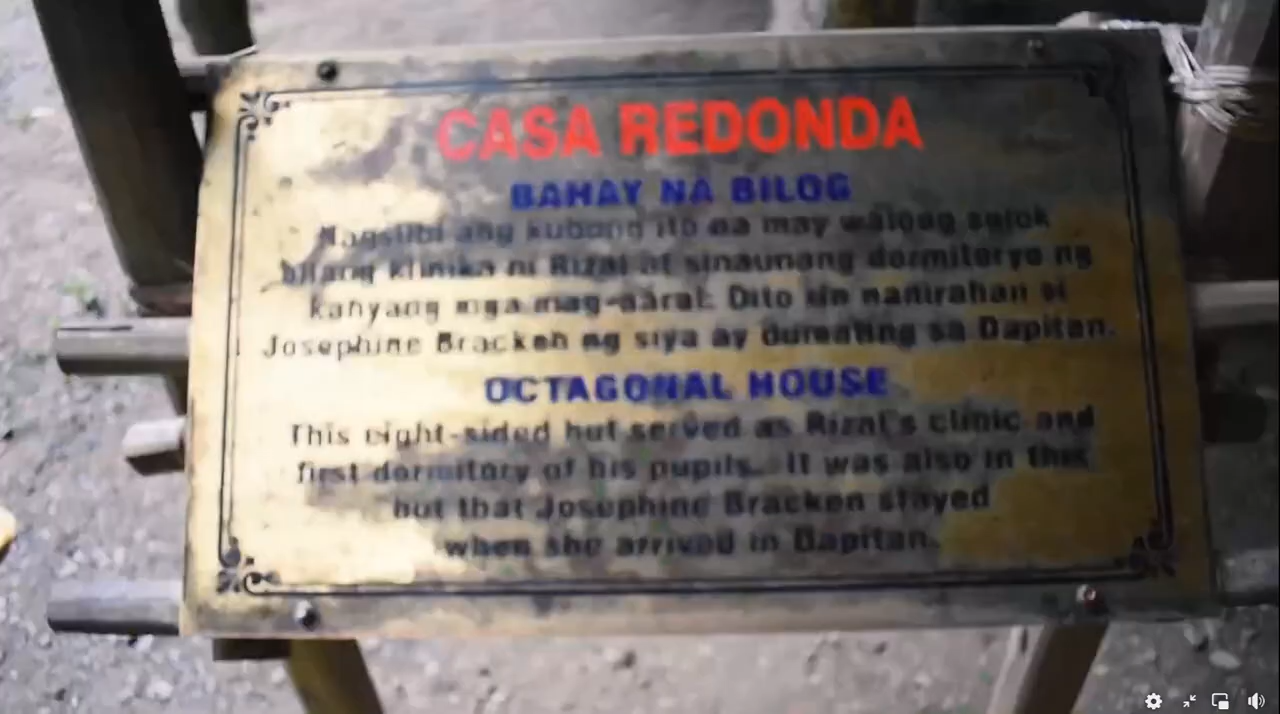 CASA REDONDA
BAHAY NA BILOG
Nagsilbi ang kubong ito na may walong sulok
bilang klinika ni Rizal at sinaunang dormitoryo ng
kanyang mga mag-aaral. Dito rin nanirahan si
Josephine Bracken ng siya ay dumating sa Dapitan.
OCTAGONAL HOUSE
This eight-sided hut served as Rizal's clinic and
first dormitory of his pupils. It was also in this
hut that Josephine Bracken stayed
when she arrived in Dapitan.